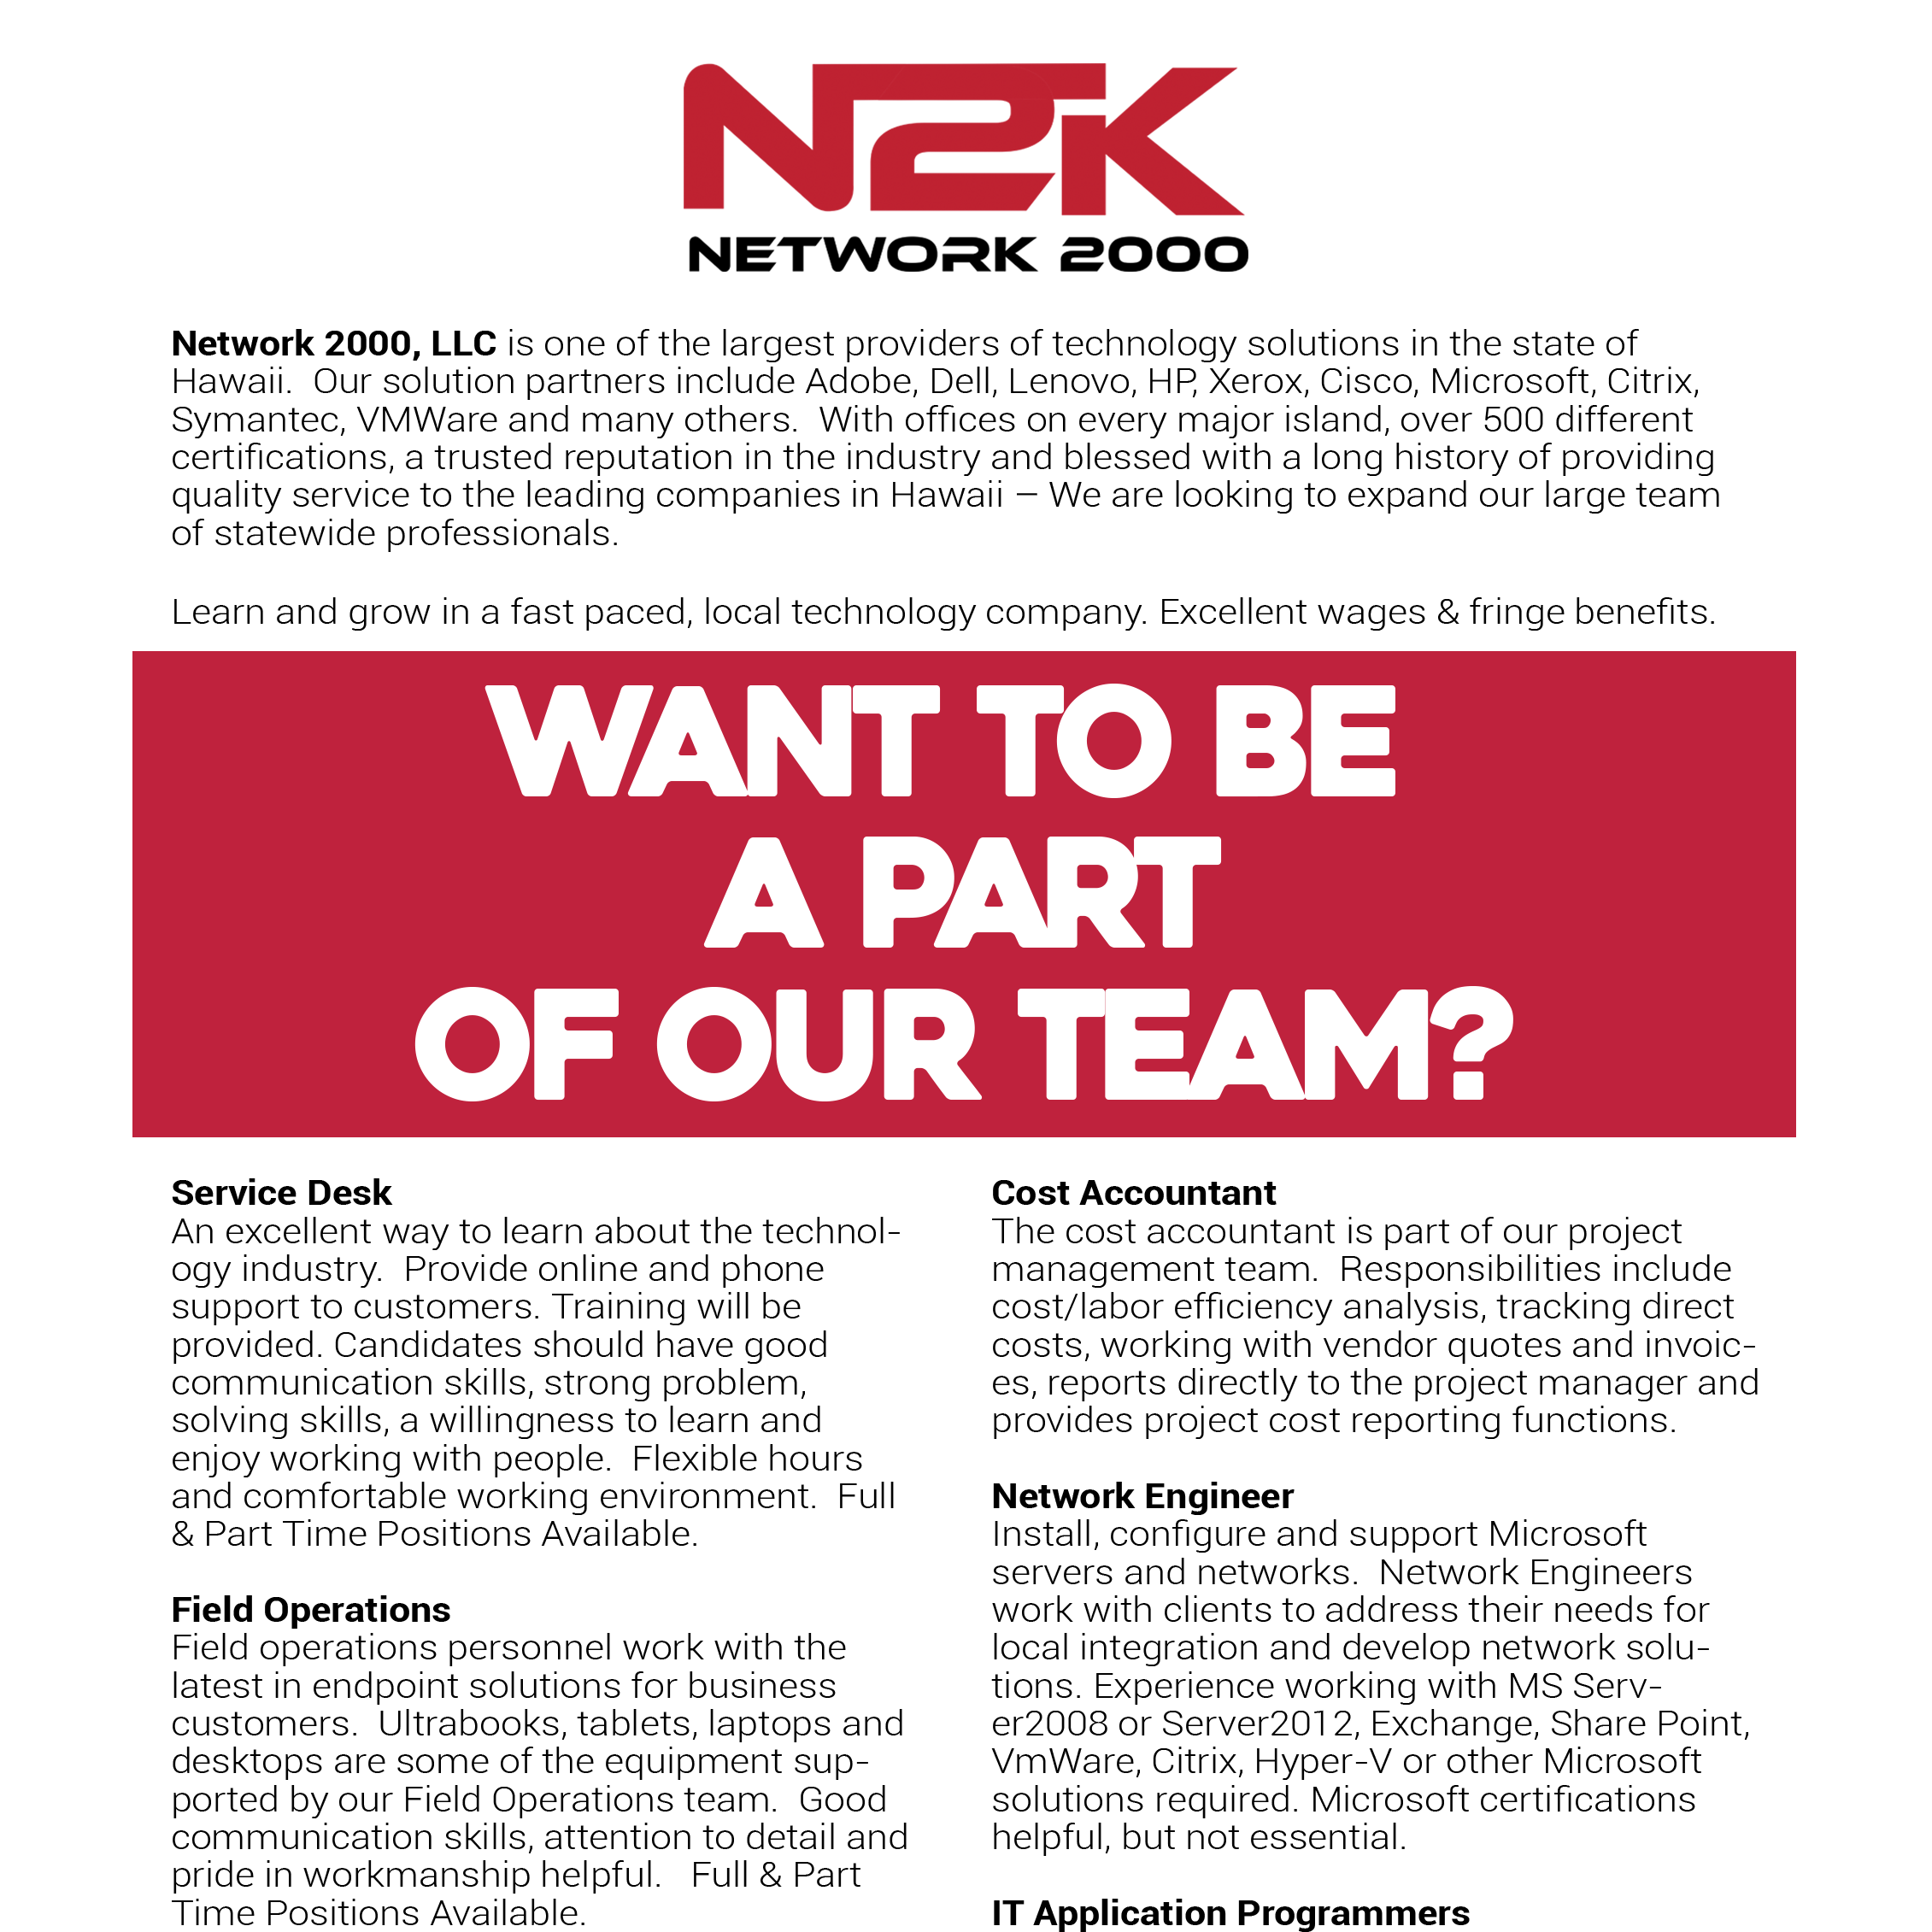 N2K
NETWORK 2000
Network 2000, LLC is one of the largest providers of technology solutions in the state of
Hawaii.  Our solution partners include Adobe, Dell, Lenovo, HP, Xerox, Cisco, Microsoft, Citrix,
Symantec, VMWare and many others.  With offices on every major island, over 500 different
certifications, a trusted reputation in the industry and blessed with a long history of providing
quality service to the leading companies in Hawaii – We are looking to expand our large team
of statewide professionals.
Learn and grow in a fast paced, local technology company. Excellent wages & fringe benefits.
WANT TO BE
A PART
OF OUR TEAM?
Service Desk
An excellent way to learn about the technol-
ogy industry.  Provide online and phone
support to customers. Training will be
provided. Candidates should have good
communication skills, strong problem,
solving skills, a willingness to learn and
enjoy working with people.  Flexible hours
and comfortable working environment.  Full
& Part Time Positions Available.
Field Operations
Field operations personnel work with the
latest in endpoint solutions for business
customers.  Ultrabooks, tablets, laptops and
desktops are some of the equipment sup-
ported by our Field Operations team.  Good
communication skills, attention to detail and
pride in workmanship helpful.   Full & Part
Time Positions Available.
Cost Accountant
The cost accountant is part of our project
management team.  Responsibilities include
cost/labor efficiency analysis, tracking direct
costs, working with vendor quotes and invoic-
es, reports directly to the project manager and
provides project cost reporting functions.
Network Engineer
Install, configure and support Microsoft
servers and networks.  Network Engineers
work with clients to address their needs for
local integration and develop network solu-
tions. Experience working with MS Serv-
er2008 or Server2012, Exchange, Share Point,
VmWare, Citrix, Hyper-V or other Microsoft
solutions required. Microsoft certifications
helpful, but not essential.
IT Application Programmers